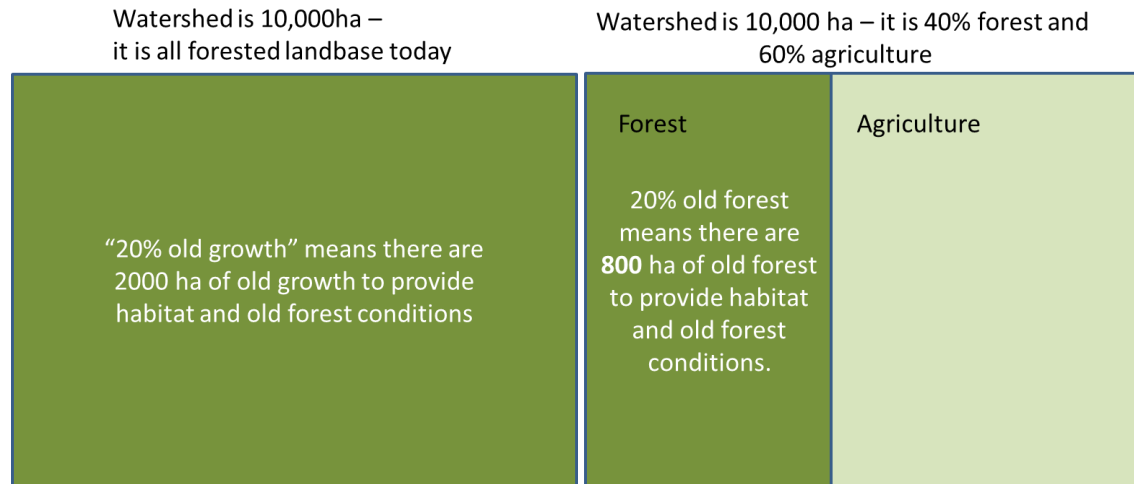 Watershed is 10,000ha –
it is all forested landbase today
“20% old growth” means there are
2000 ha of old growth to provide
habitat and old forest conditions
Watershed is 10,000 ha – it is 40% forest and
60% agriculture
Forest
20% old forest
means there are
800 ha of old forest
to provide habitat
and old forest
conditions.
Agriculture